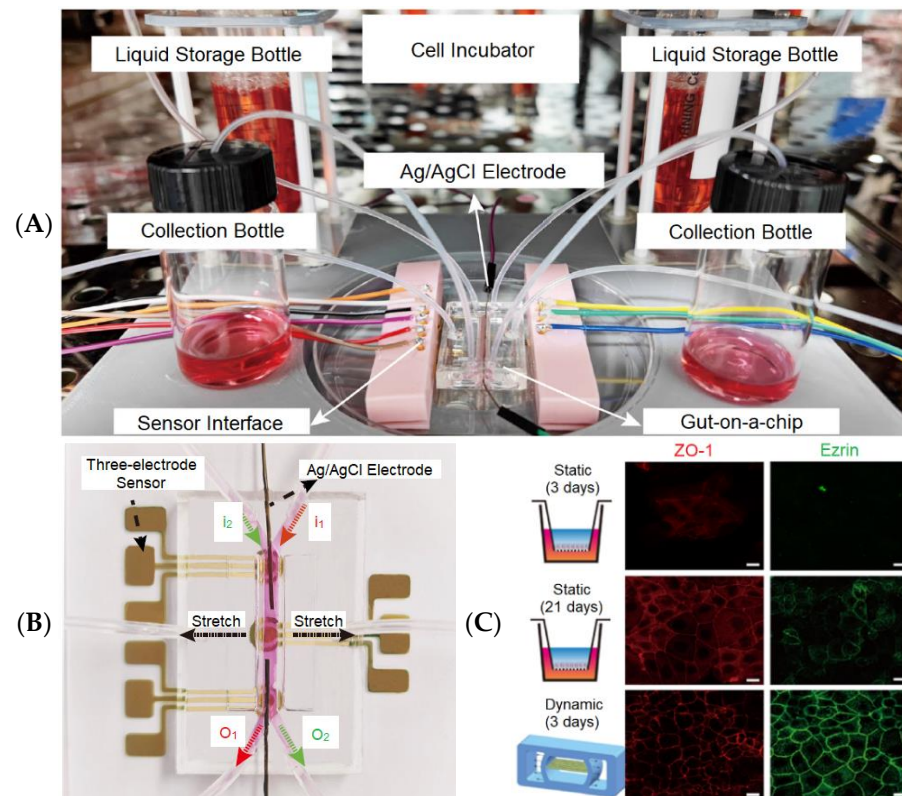 Liquid Storage Bottle
Cell Incubator
Liquid Storage Bottle
Ag/AgCl Electrode
(A)
Collection Bottle
Collection Bottle
Sensor Interface
Gut-on-a-chip
Three-electrode
Sensor
Ag/AgCl Electrode
i₂
i₁
(B)
Stretch
Stretch
O₁
O₂
(C)
ZO-1
Ezrin
Static
(3 days)
Static
(21 days)
Dynamic
(3 days)